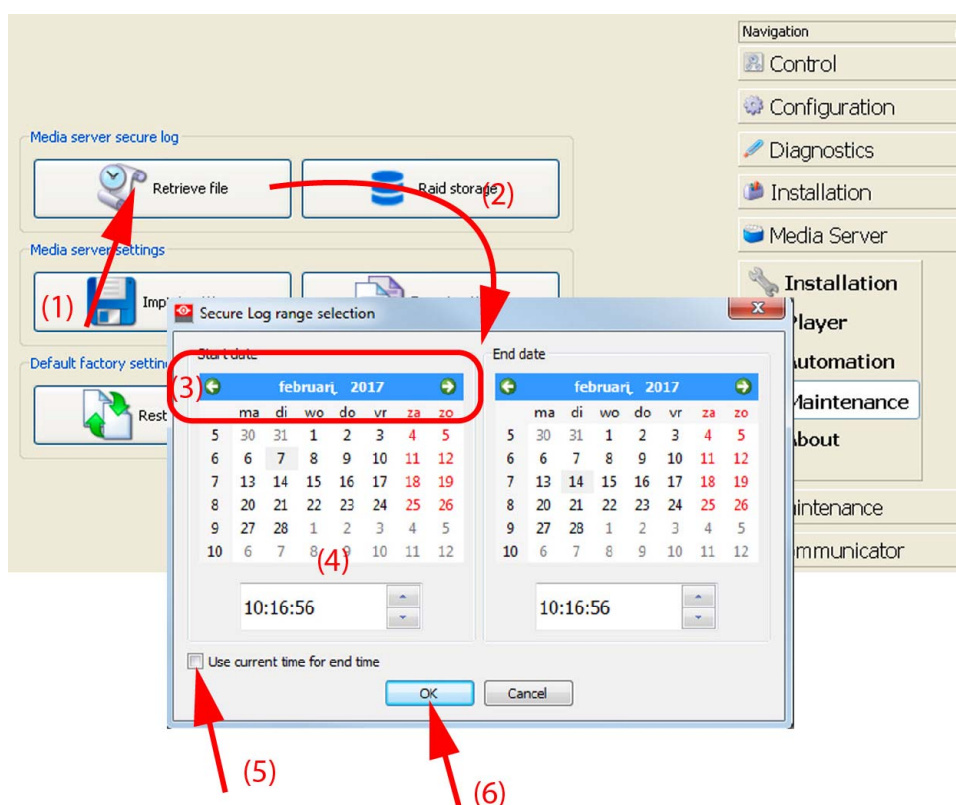 Navigation
Control
Configuration
Media server secure log
Diagnostics
Retrieve file
Raid storage
(2)
Installation
Media server settings
Media Server
(1)
Installation
Secure Log range selection
x
Player
Start date
End date
Default factory
Automation
(3)
februari, 2017
februari, 2017
ma di wo do vr za zo
ma di wo do vr za zo
Maintenance
5 30 31 1 2 3 4 5
5 30 31 1 2 3 4 5
About
6 6 7 8 9 10 11 12
6 6 7 8 9 10 11 12
7 13 14 15 16 17 18 19
7 13 14 15 16 17 18 19
8 20 21 22 23 24 25 26
8 20 21 22 23 24 25 26
9 27 28 1 2 3 4 5
9 27 28 1 2 3 4 5
10 6 7 8 9 10 11 12
10 6 7 8 9 10 11 12
(4)
10:16:56
10:16:56
Use current time for end time
OK
Cancel
(5)
(6)